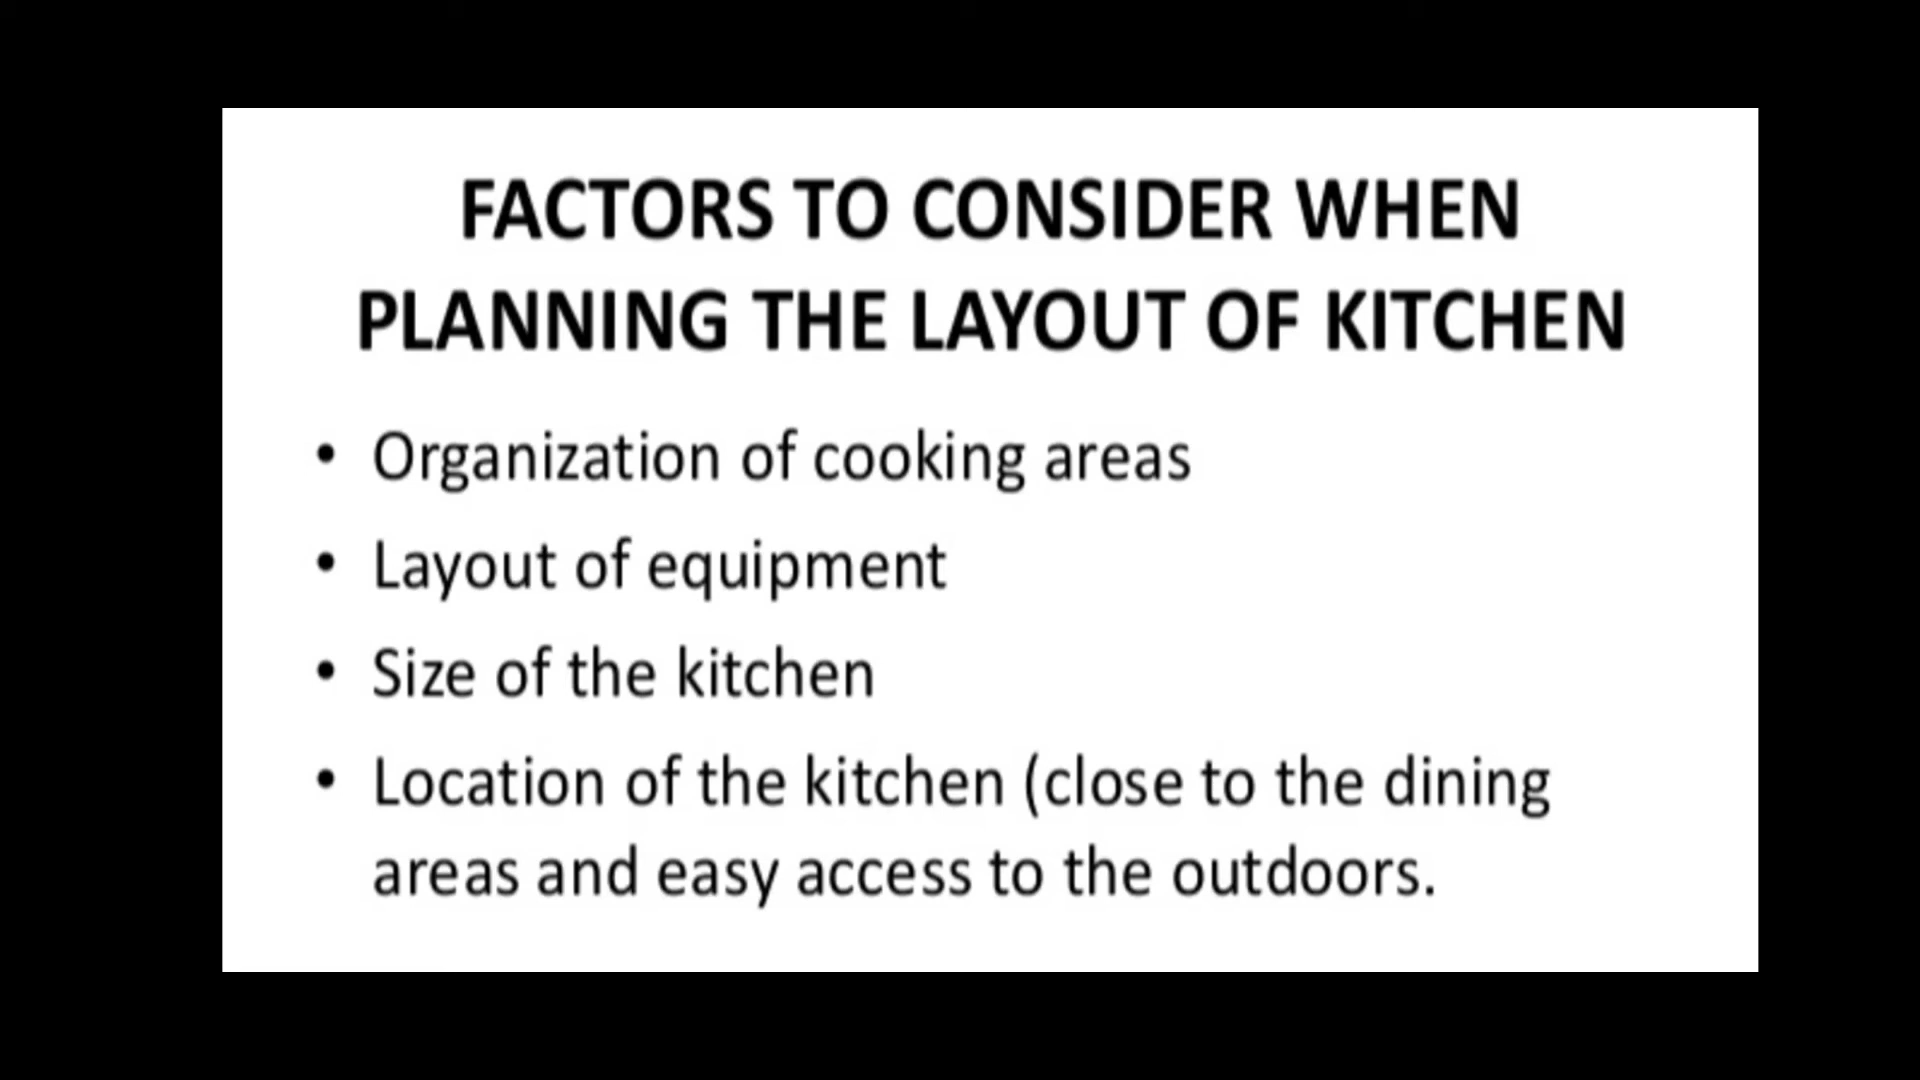 FACTORS TO CONSIDER WHEN
PLANNING THE LAYOUT OF KITCHEN
• Organization of cooking areas
• Layout of equipment
• Size of the kitchen
• Location of the kitchen (close to the dining
areas and easy access to the outdoors.